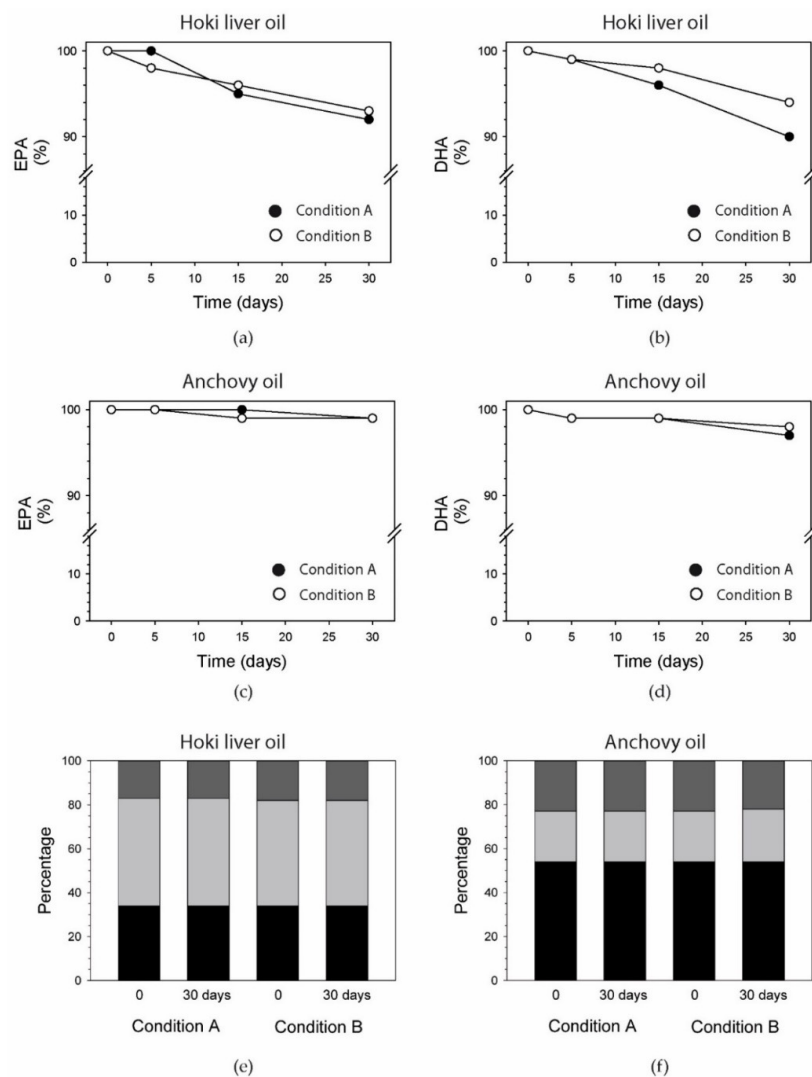 Hoki liver oil
Hoki liver oil
100
90
10
0
EPA
(%)
Condition A
Condition B
0 5 10 15 20 25 30
Time (days)
(a)
100
90
10
0
DHA
(%)
Condition A
Condition B
0 5 10 15 20 25 30
Time (days)
(b)
Anchovy oil
Anchovy oil
100
90
10
0
EPA
(%)
Condition A
Condition B
0 5 10 15 20 25 30
Time (days)
(c)
100
90
10
0
DHA
(%)
Condition A
Condition B
0 5 10 15 20 25 30
Time (days)
(d)
Hoki liver oil
100
80
60
40
20
0
Percentage
0 30 days 0 30 days
Condition A Condition B
(e)
Anchovy oil
100
80
60
40
20
0
Percentage
0 30 days 0 30 days
Condition A Condition B
(f)